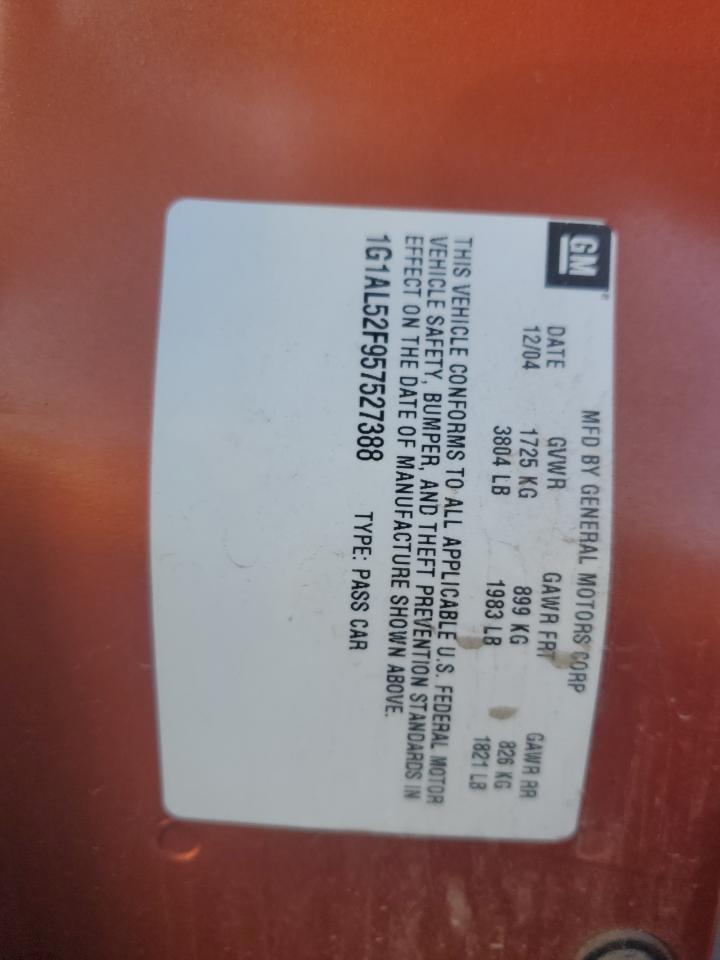 GM
MFD BY GENERAL MOTORS CORP
DATE GVWR GAWR FRT GAWR RR
12/04 1725 KG 899 KG 826 KG
3804 LB 1983 LB 1821 LB
THIS VEHICLE CONFORMS TO ALL APPLICABLE U.S. FEDERAL MOTOR
VEHICLE SAFETY, BUMPER, AND THEFT PREVENTION STANDARDS IN
EFFECT ON THE DATE OF MANUFACTURE SHOWN ABOVE.
1G1AL52F957527388 TYPE: PASS CAR